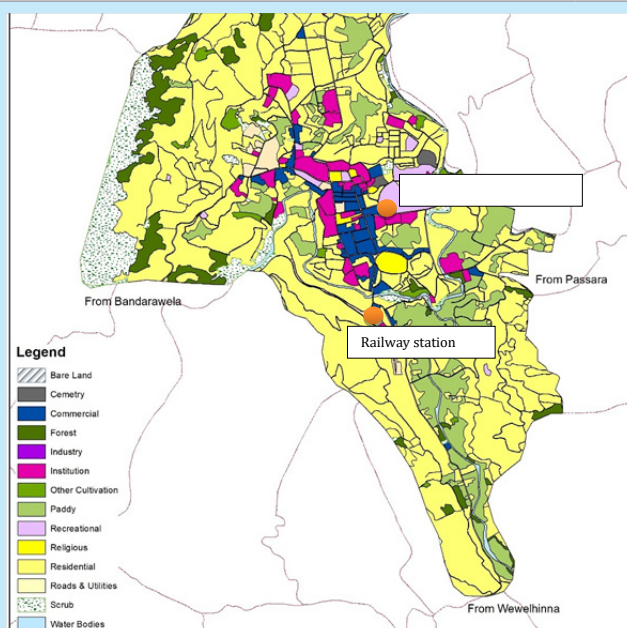 From Passara
From Bandarawela
Railway station
Legend
Bare Land
Cemetry
Commercial
Forest
Industry
Institution
Other Cultivation
Paddy
Recreational
Religious
Residential
Roads & Utilities
Scrub
Water Bodies
From Wewelhinna